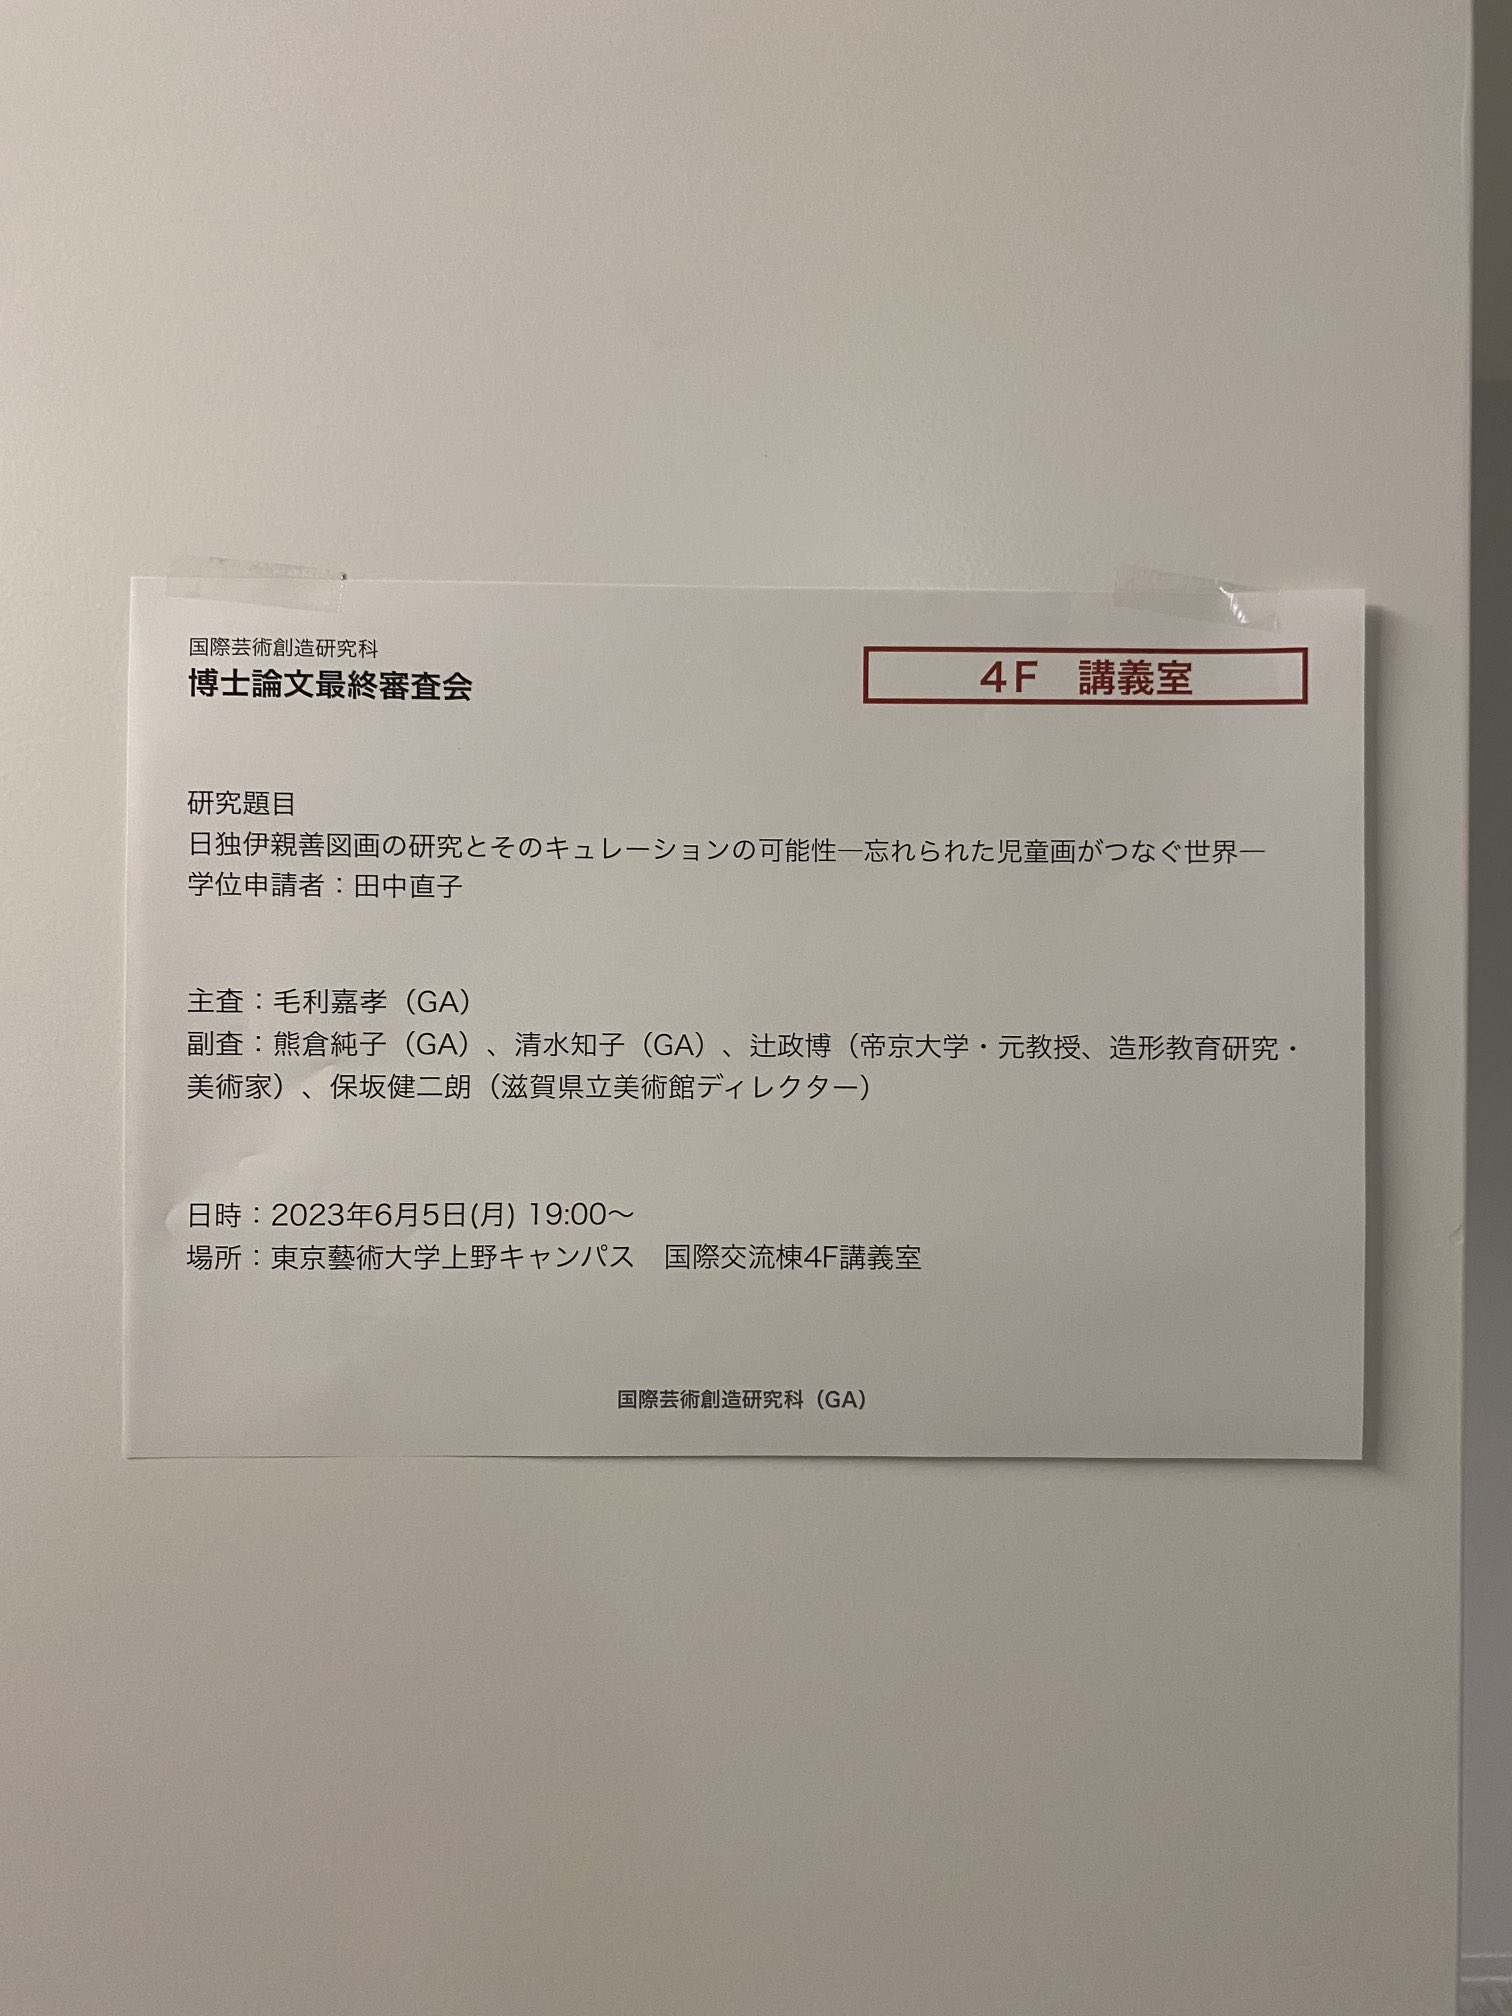 国際芸術創造研究科
博士論文最終審査会
4F　講義室
研究題目
日独伊親善図画の研究とそのキュレーションの可能性―忘れられた児童画がつなぐ世界―
学位申請者：田中直子
主査：毛利嘉孝（GA）
副査：熊倉純子（GA）、清水知子（GA）、辻政博（帝京大学・元教授、造形教育研究・
美術家）、保坂健二朗（滋賀県立美術館ディレクター）
日時：2023年6月5日(月) 19:00〜
場所：東京藝術大学上野キャンパス　国際交流棟4F講義室
国際芸術創造研究科（GA）